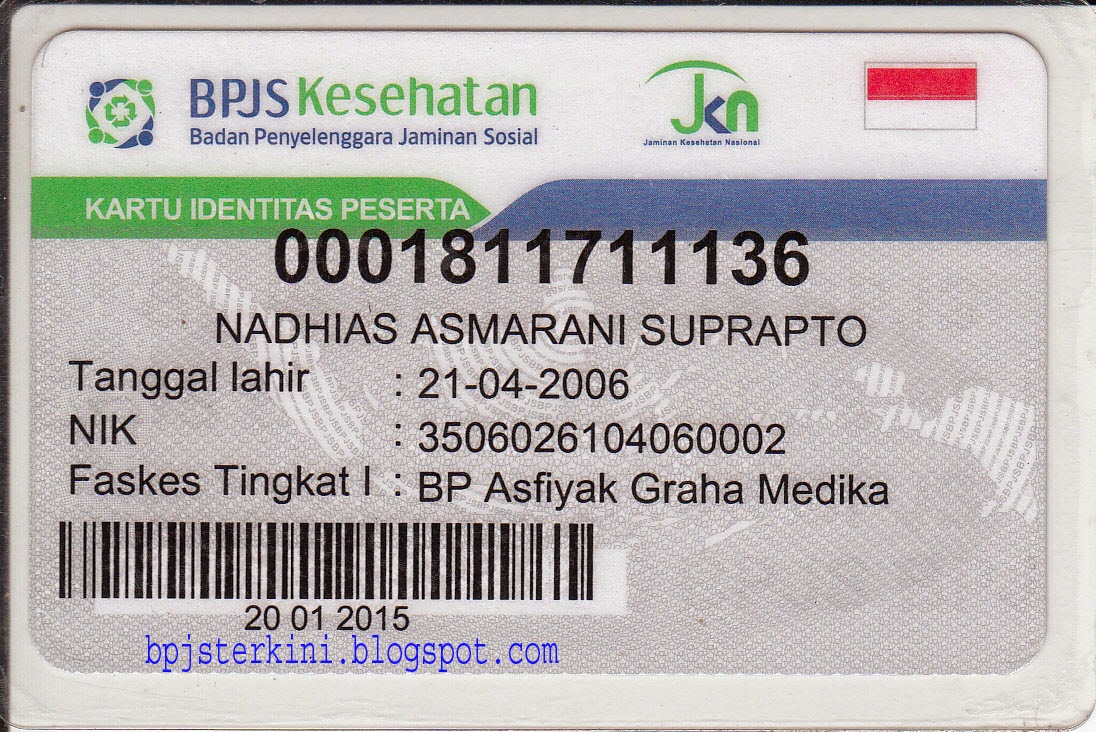 BPJS Kesehatan
Badan Penyelenggara Jaminan Sosial
JKN
Jaminan Kesehatan Nasional
KARTU IDENTITAS PESERTA
0001811711136
NADHIAS ASMARANI SUPRAPTO
Tanggal lahir : 21-04-2006
NIK : 3506026104060002
Faskes Tingkat I : BP Asfiyak Graha Medika
20 01 2015
bpjsterkini.blogspot.com